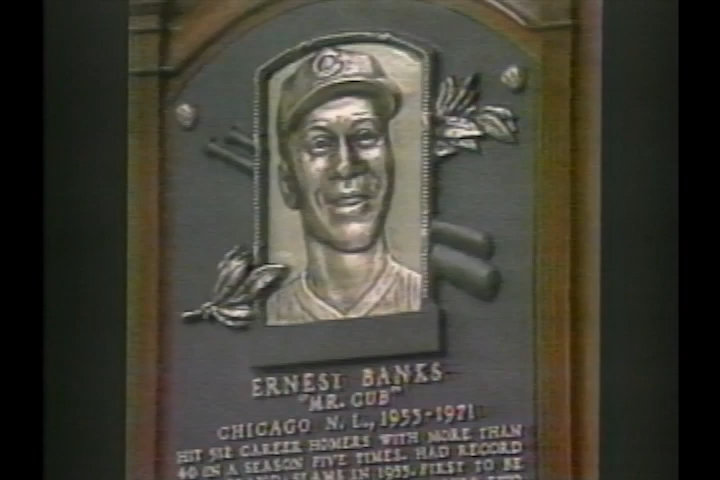 ERNEST BANKS
"MR. CUB"
CHICAGO N. L., 1953-1971
HIT 512 CAREER HOMERS WITH MORE THAN
40 IN A SEASON FIVE TIMES. HAD RECORD
SLAMS IN 1955. FIRST TO BE